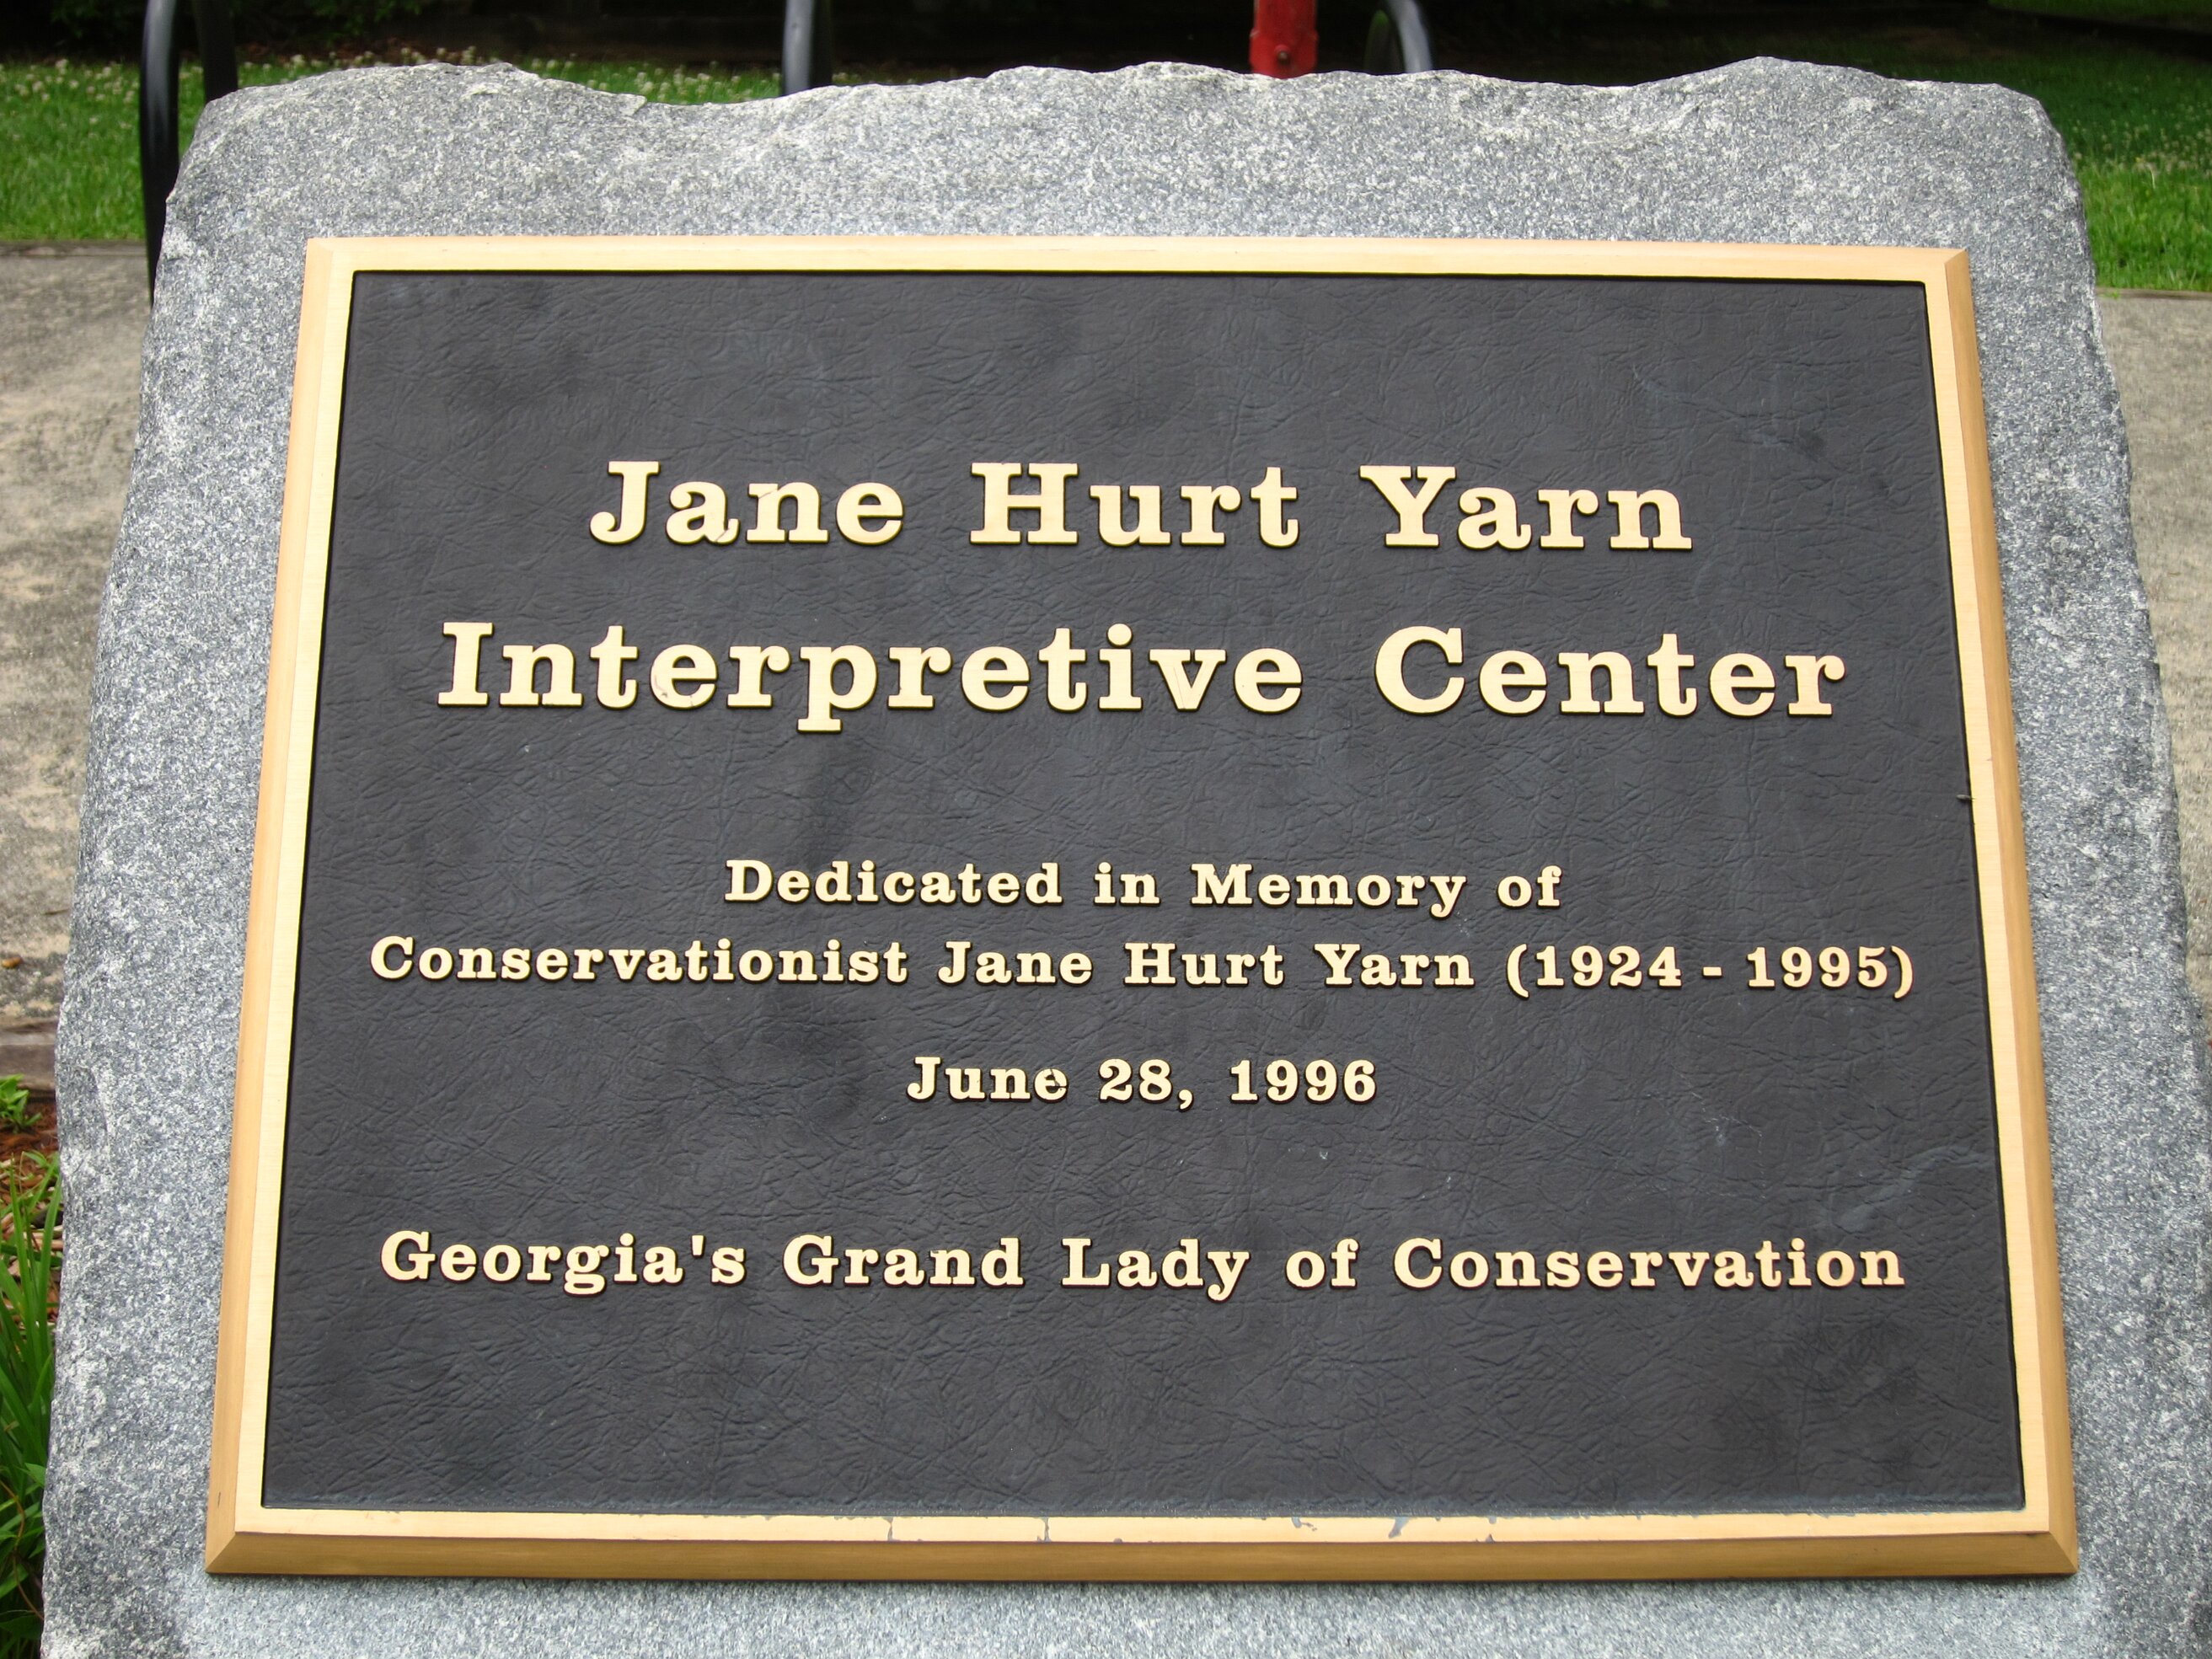 Jane Hurt Yarn
Interpretive Center
Dedicated in Memory of
Conservationist Jane Hurt Yarn (1924 - 1995)
June 28, 1996
Georgia's Grand Lady of Conservation